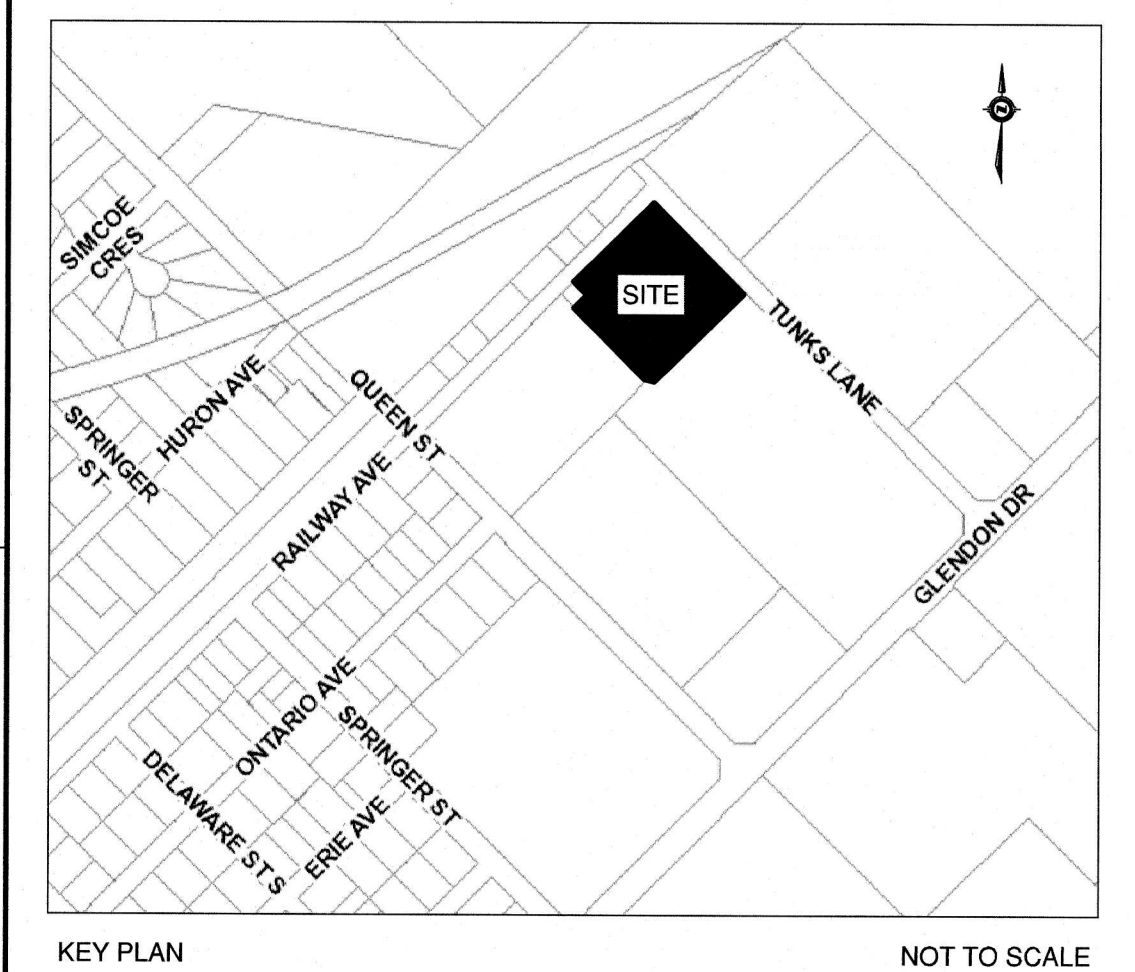 SIMCOE
CRES
SITE
TUNKS LANE
HURON AVE
QUEEN ST
SPRINGER
ST
RAILWAY AVE
GLENDON DR
ONTARIO AVE
SPRINGER ST
DELAWARE ST S
ERIE AVE
KEY PLAN
NOT TO SCALE